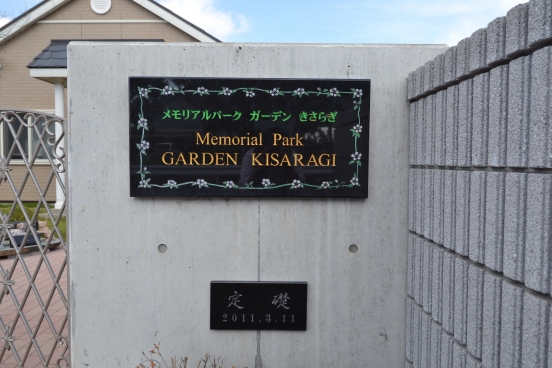 メモリアルパーク ガーデン きさらぎ
Memorial Park
GARDEN KISARAGI
定 礎
2011.3.11